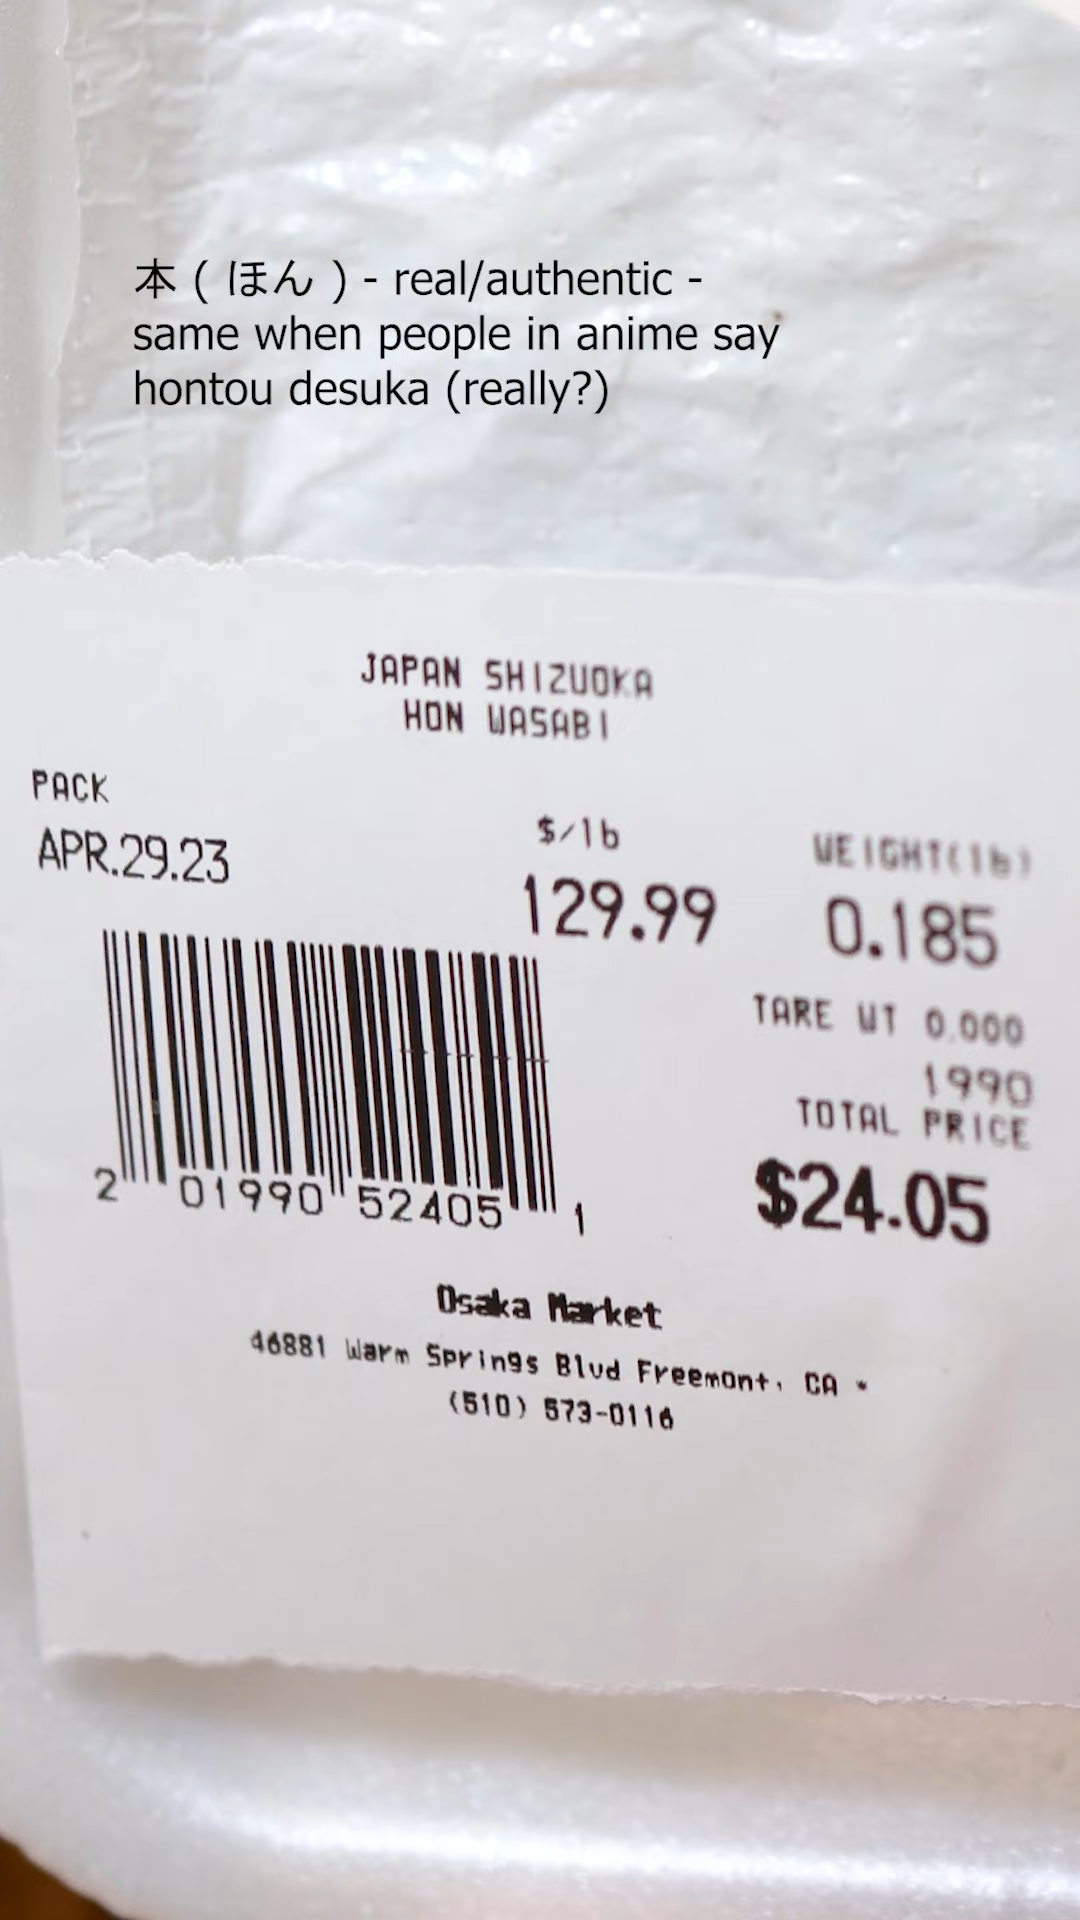 本 ( ほん ) - real/authentic -
same when people in anime say
hontou desuka (really?)
JAPAN SHIZUOKA
HON WASABI
PACK
APR.29.23
$/lb
129.99
WEIGHT(lb)
0.185
TARE WT 0.000
1990
TOTAL PRICE
$24.05
2 01990 52405 1
Osaka Market
46881 Warm Springs Blvd Freemont, CA *
(510) 573-0116